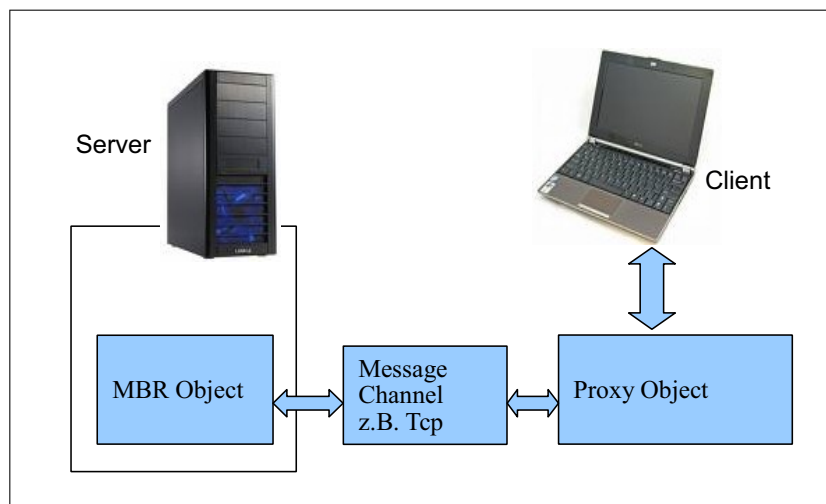 Server
Client
MBR Object
Message
Channel
z.B. Tcp
Proxy Object